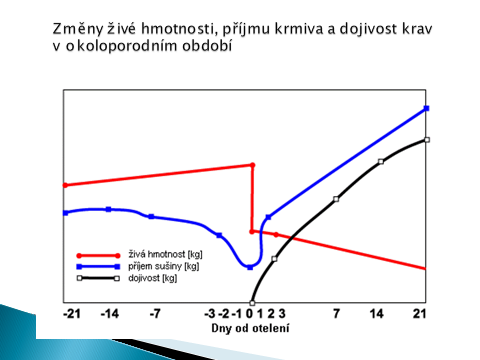 Změny živé hmotnosti, příjmu krmiva a dojivost krav
v okoloporodním období
živá hmotnost [kg]
příjem sušiny [kg]
dojivost [kg]
-21 -14 -7 -3 -2 -1 0 1 2 3 7 14 21
Dny od otelení